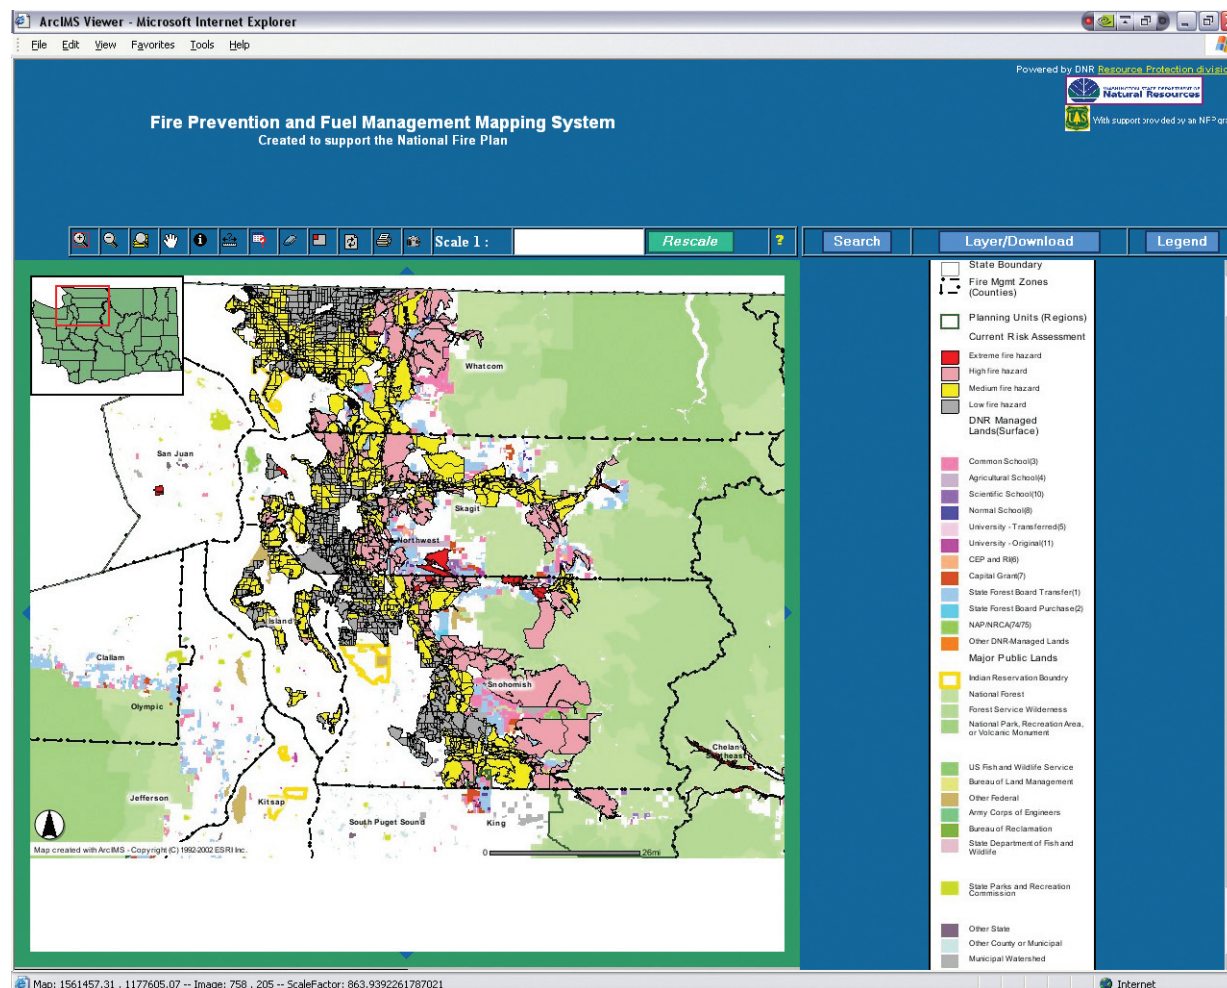 ArcIMS Viewer - Microsoft Internet Explorer
File Edit View Favorites Tools Help
Powered by DNR Resource Protection divisio
WASHINGTON STATE DEPARTMENT OF
Natural Resources
With support provided by an NFP gra
Fire Prevention and Fuel Management Mapping System
Created to support the National Fire Plan
Scale 1 : Rescale ? Search Layer/Download Legend
State Boundary
Fire Mgmt Zones
(Counties)
Planning Units (Regions)
Current Risk Assessment
Extreme fire hazard
High fire hazard
Medium fire hazard
Low fire hazard
DNR Managed
Lands(Surface)
Common School(3)
Agricultural School(4)
Scientific School(10)
Normal School(8)
University - Transferred(5)
University - Original(11)
CEP and RI(6)
Capital Grant(7)
State Forest Board Transfer(1)
State Forest Board Purchase(2)
NAP/NRCA(74/75)
Other DNR-Managed Lands
Major Public Lands
Indian Reservation Boundry
National Forest
Forest Service Wilderness
National Park, Recreation Area,
or Volcanic Monument
US Fish and Wildlife Service
Bureau of Land Management
Other Federal
Army Corps of Engineers
Bureau of Reclamation
State Department of Fish and
Wildlife
State Parks and Recreation
Commission
Other State
Other County or Municipal
Municipal Watershed
Whatcom
San Juan
Skagit
Northwest
Island
Clallam
Snohomish
Olympic
Chelan
Southeast
Jefferson
Kitsap
South Puget Sound
King
Map created with ArcIMS - Copyright (C) 1992-2002 ESRI Inc.
0 26mi
Map: 1561457.31 , 1177605.07 -- Image: 758 , 205 -- ScaleFactor: 863.9392261787021
Internet